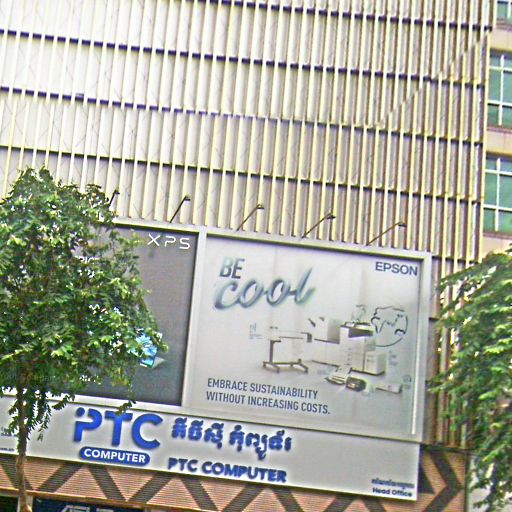 XPS
EPSON
BE
cool
EMBRACE SUSTAINABILITY
WITHOUT INCREASING COSTS.
PTC
COMPUTER
ភីធីស៊ី កុំព្យូទ័រ
PTC COMPUTER
Head Office